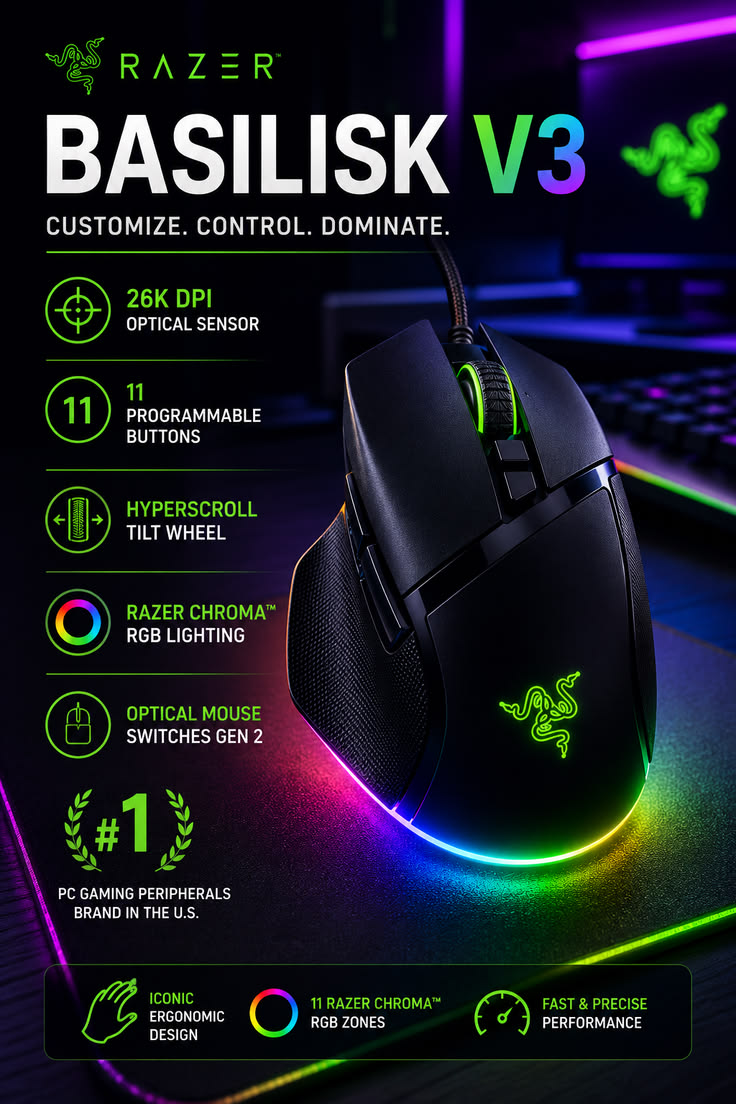 RAZER™
BASILISK V3
CUSTOMIZE. CONTROL. DOMINATE.
26K DPI
OPTICAL SENSOR
11
11
PROGRAMMABLE
BUTTONS
HYPERSCROLL
TILT WHEEL
RAZER CHROMA™
RGB LIGHTING
OPTICAL MOUSE
SWITCHES GEN 2
#1
PC GAMING PERIPHERALS
BRAND IN THE U.S.
ICONIC
ERGONOMIC
DESIGN
11 RAZER CHROMA™
RGB ZONES
FAST & PRECISE
PERFORMANCE